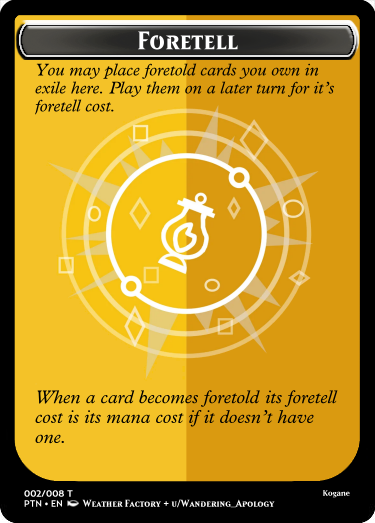 Foretell
You may place foretold cards you own in
exile here. Play them on a later turn for it's
foretell cost.
When a card becomes foretold its foretell
cost is its mana cost if it doesn't have
one.
002/008 T
Kogane
PTN • EN Weather Factory + u/Wandering_Apology